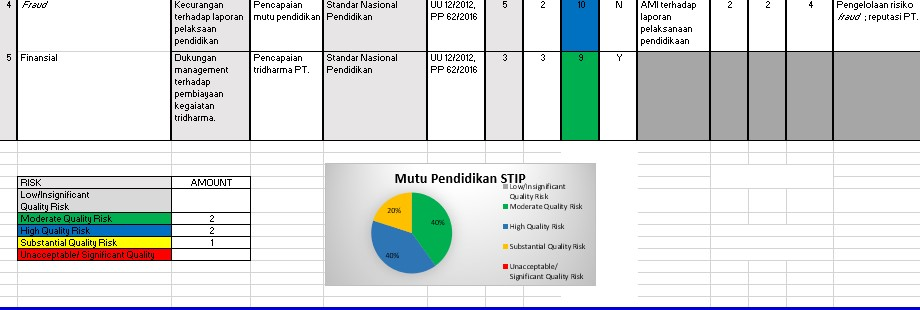 4 Fraud Kecurangan terhadap laporan pelaksaan pendidikan Pencapaian mutu pendidikan Standar Nasional Pendidikan UU 12/2012, PP 62/2016 5 2 10 N AMI terhadap laporan pelaksanaan pendidikaan 2 2 4 Pengelolaan risiko fraud ; reputasi PT.
5 Finansial Dukungan management terhadap pembiayaan kegaiatan tridharma. Pencapaian tridharma PT. Standar Nasional Pendidikan UU 12/2012, PP 62/2016 3 3 9 Y
RISK AMOUNT
Low/Insignificant
Quality Risk
Moderate Quality Risk 2
High Quality Risk 2
Substantial Quality Risk 1
Unacceptable/ Significant Quality
Mutu Pendidikan STIP
20%
40%
40%
Low/Insignificant
Quality Risk
Moderate Quality Risk
High Quality Risk
Substantial Quality Risk
Unacceptable/
Significant Quality Risk